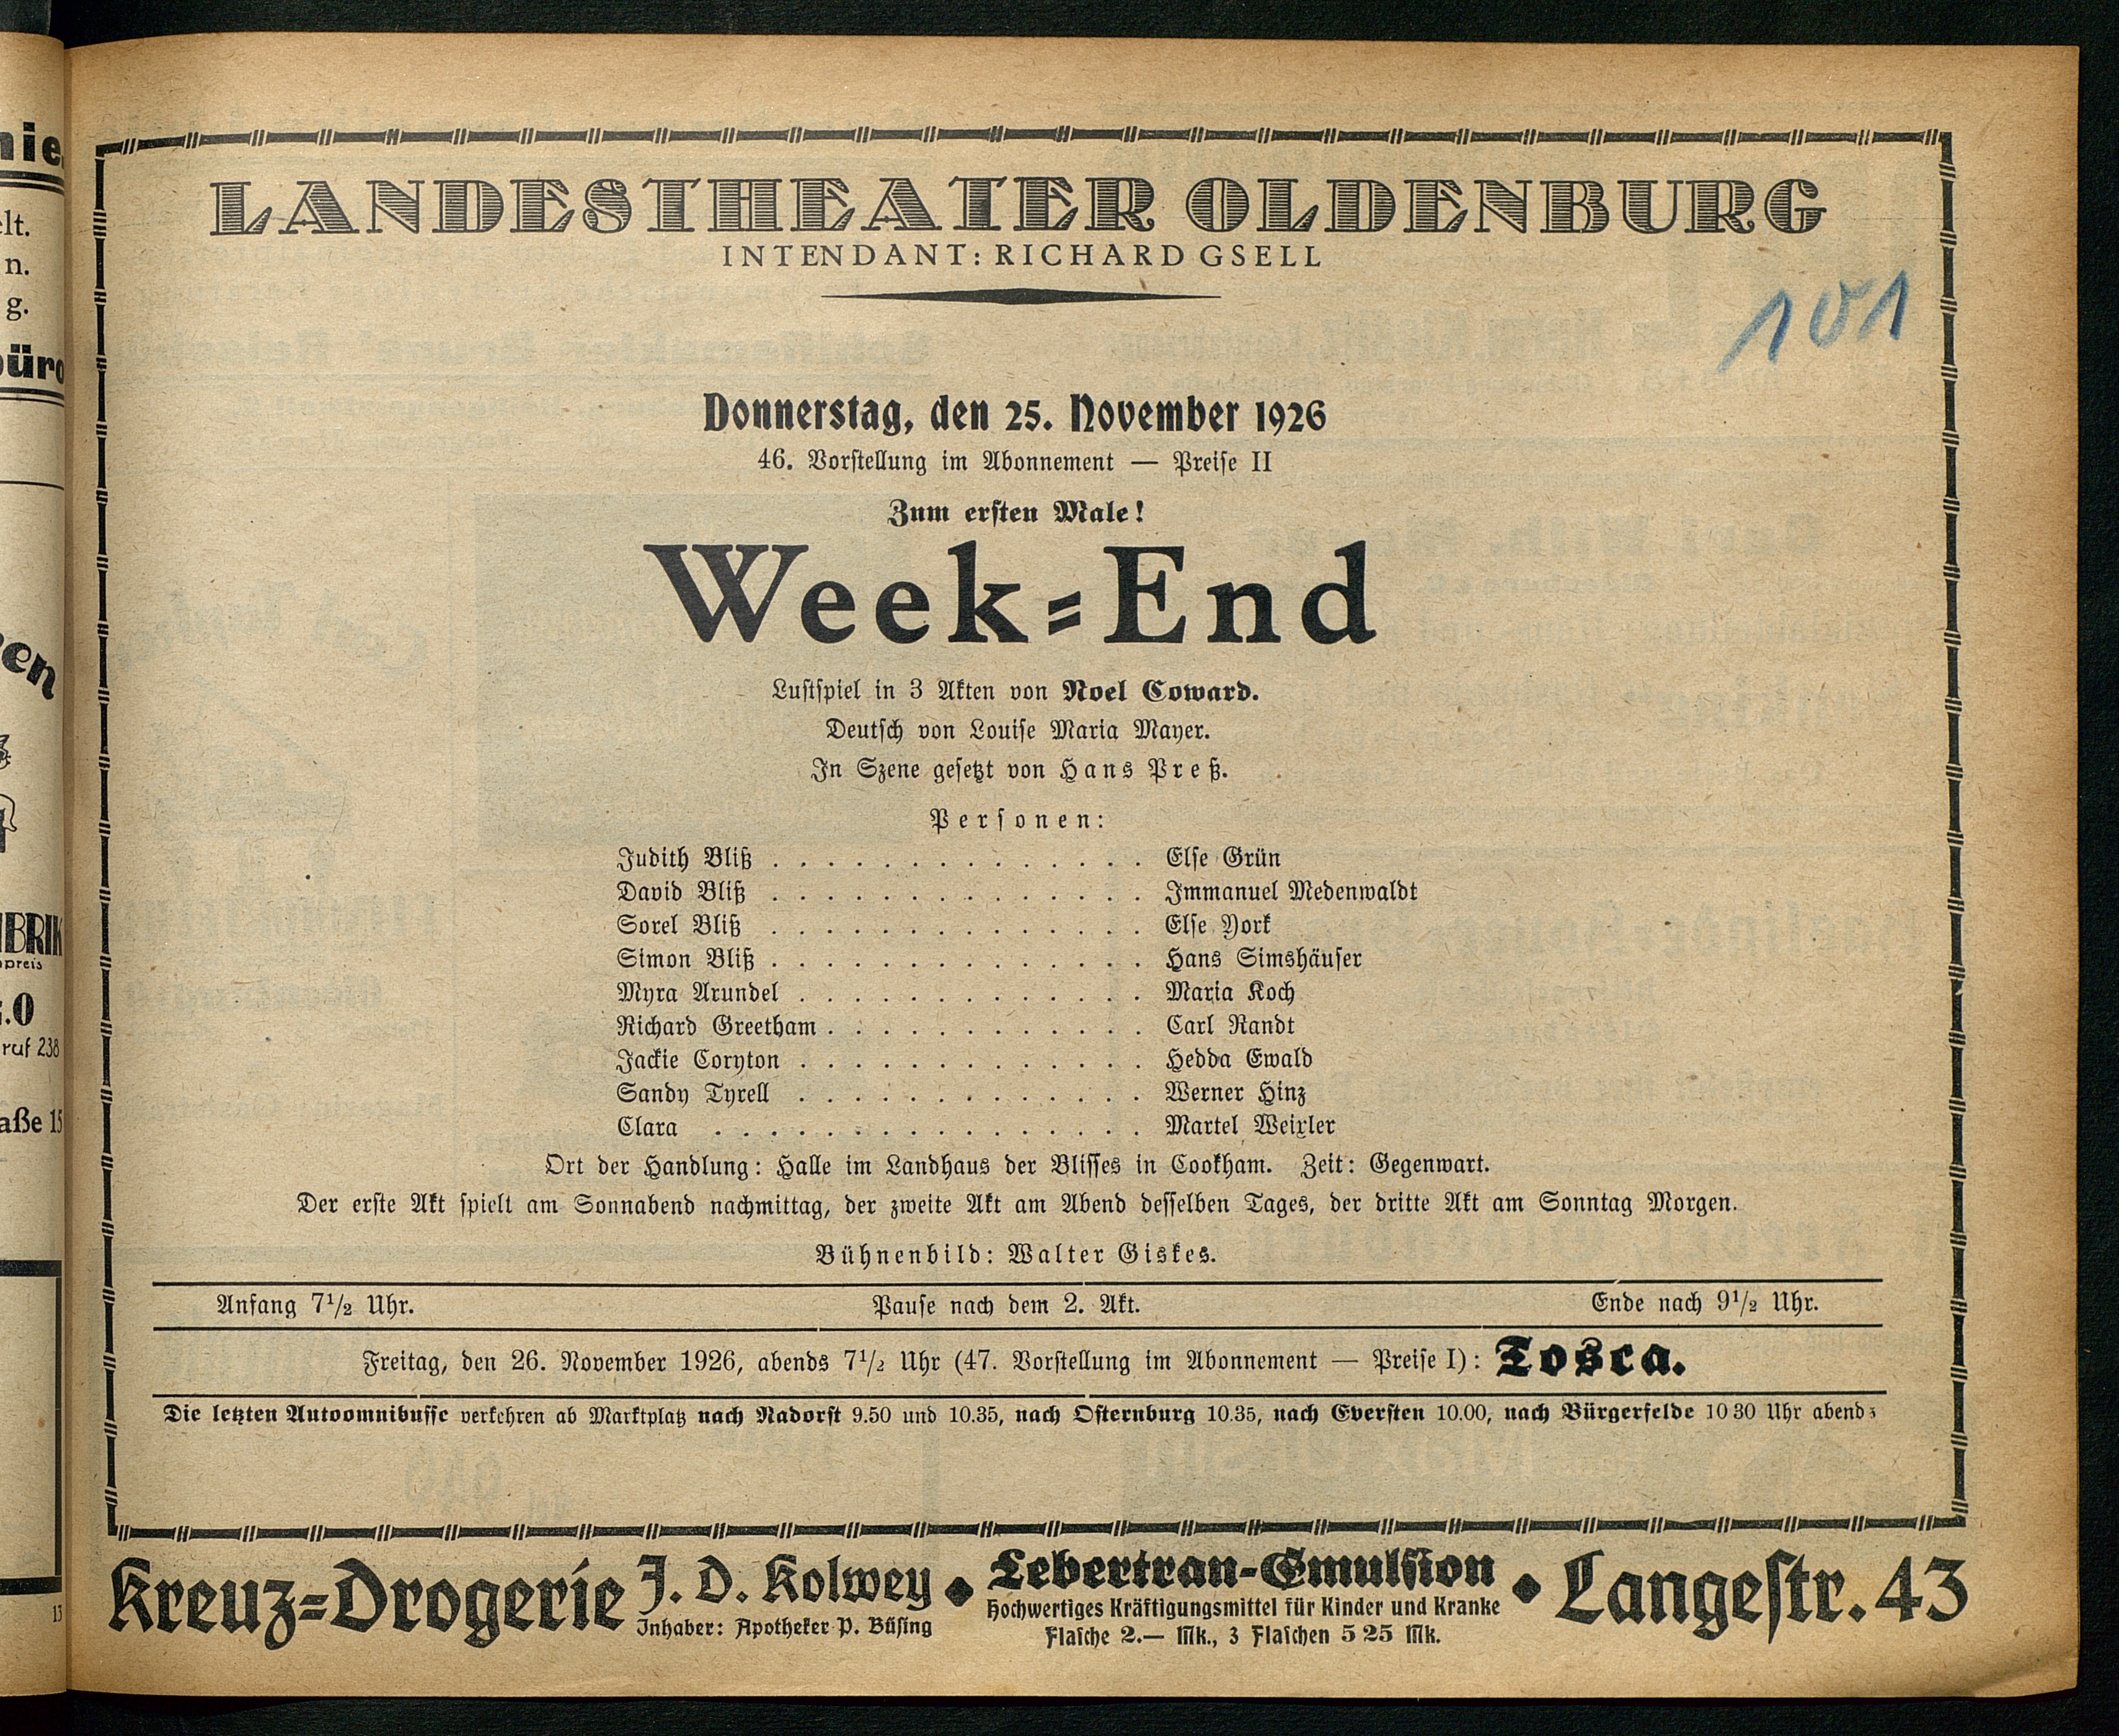 LANDESTHEATER OLDENBURG
INTENDANT: RICHARD GSELL
101
Donnerstag, den 25. November 1926
46. Vorstellung im Abonnement — Preise II
Zum ersten Male!
Week=End
Lustspiel in 3 Akten von Noel Coward.
Deutsch von Louise Maria Mayer.
In Szene gesetzt von Hans Preß.
Personen:
Judith Bliß . . . . . . . . . . . . . . Else Grün
David Bliß . . . . . . . . . . . . . . Immanuel Medenwaldt
Sorel Bliß . . . . . . . . . . . . . . Else York
Simon Bliß . . . . . . . . . . . . . . Hans Simshäuser
Myra Arundel . . . . . . . . . . . . . Maria Koch
Richard Greetham . . . . . . . . . . . . Carl Randt
Jackie Coryton . . . . . . . . . . . . . Hedda Ewald
Sandy Tyrell . . . . . . . . . . . . . Werner Hinz
Clara . . . . . . . . . . . . . . . . Martel Weixler
Ort der Handlung: Halle im Landhaus der Blisses in Cookham. Zeit: Gegenwart.
Der erste Akt spielt am Sonnabend nachmittag, der zweite Akt am Abend desselben Tages, der dritte Akt am Sonntag Morgen.
Bühnenbild: Walter Giskes.
Anfang 7½ Uhr. Pause nach dem 2. Akt. Ende nach 9½ Uhr.
Freitag, den 26. November 1926, abends 7½ Uhr (47. Vorstellung im Abonnement — Preise I): Tosca.
Die letzten Autoomnibusse verkehren ab Marktplatz nach Nadorst 9.50 und 10.35, nach Osternburg 10.35, nach Eversten 10.00, nach Bürgerfelde 10 30 Uhr abends
Kreuz=Drogerie J. D. Kolwey ◆ Lebertran-Emulsion ◆ Langestr. 43
Inhaber: Apotheker P. Büsing
Hochwertiges Kräftigungsmittel für Kinder und Kranke
Flasche 2.— Mk., 3 Flaschen 5 25 Mk.